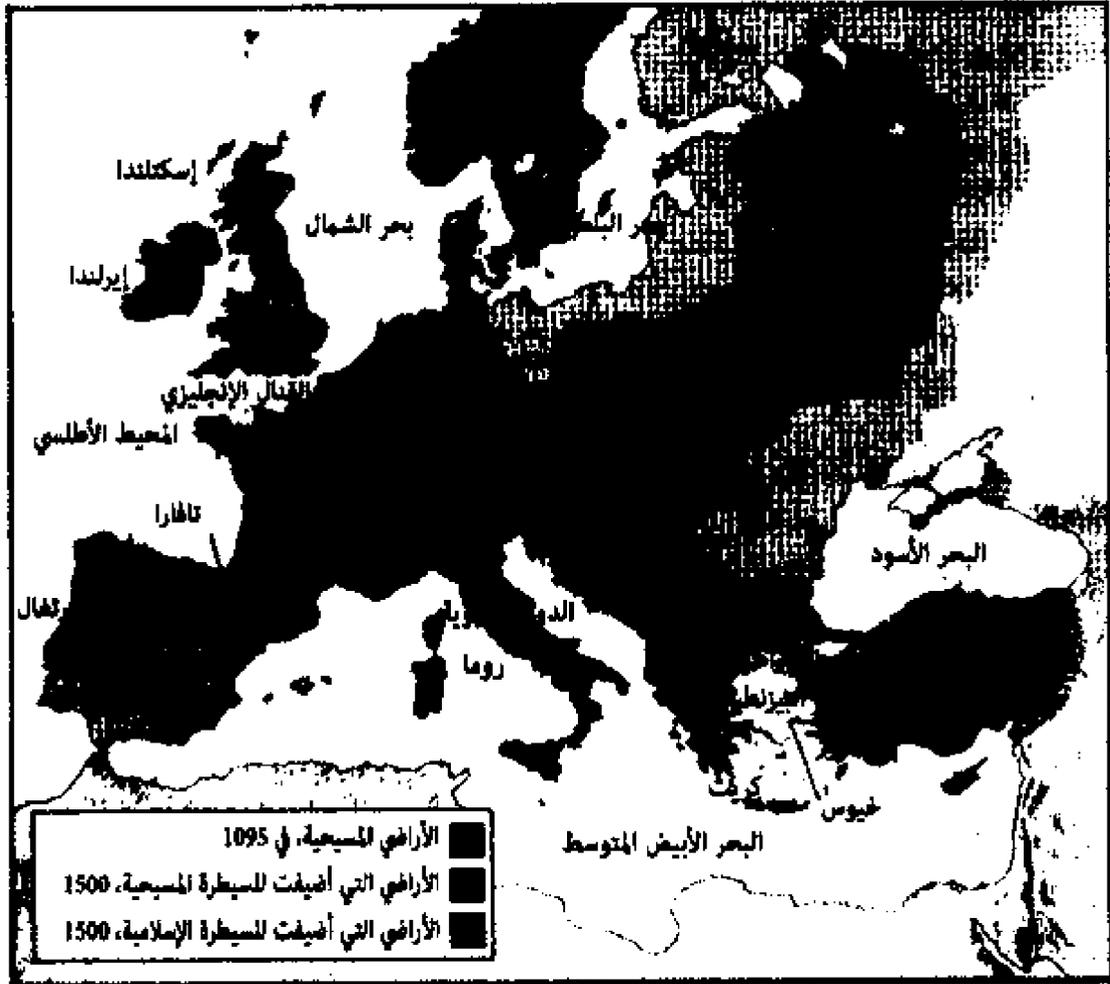 إسكتلندا
بحر الشمال
إيرلندا
القنال الإنجليزي
المحيط الأطلسي
البحر الأسود
روما
كريت
خيوس
البحر الأبيض المتوسط
الأراضي المسيحية، في 1095
الأراضي التي أضيفت للسيطرة المسيحية، 1500
الأراضي التي أضيفت للسيطرة الإسلامية، 1500